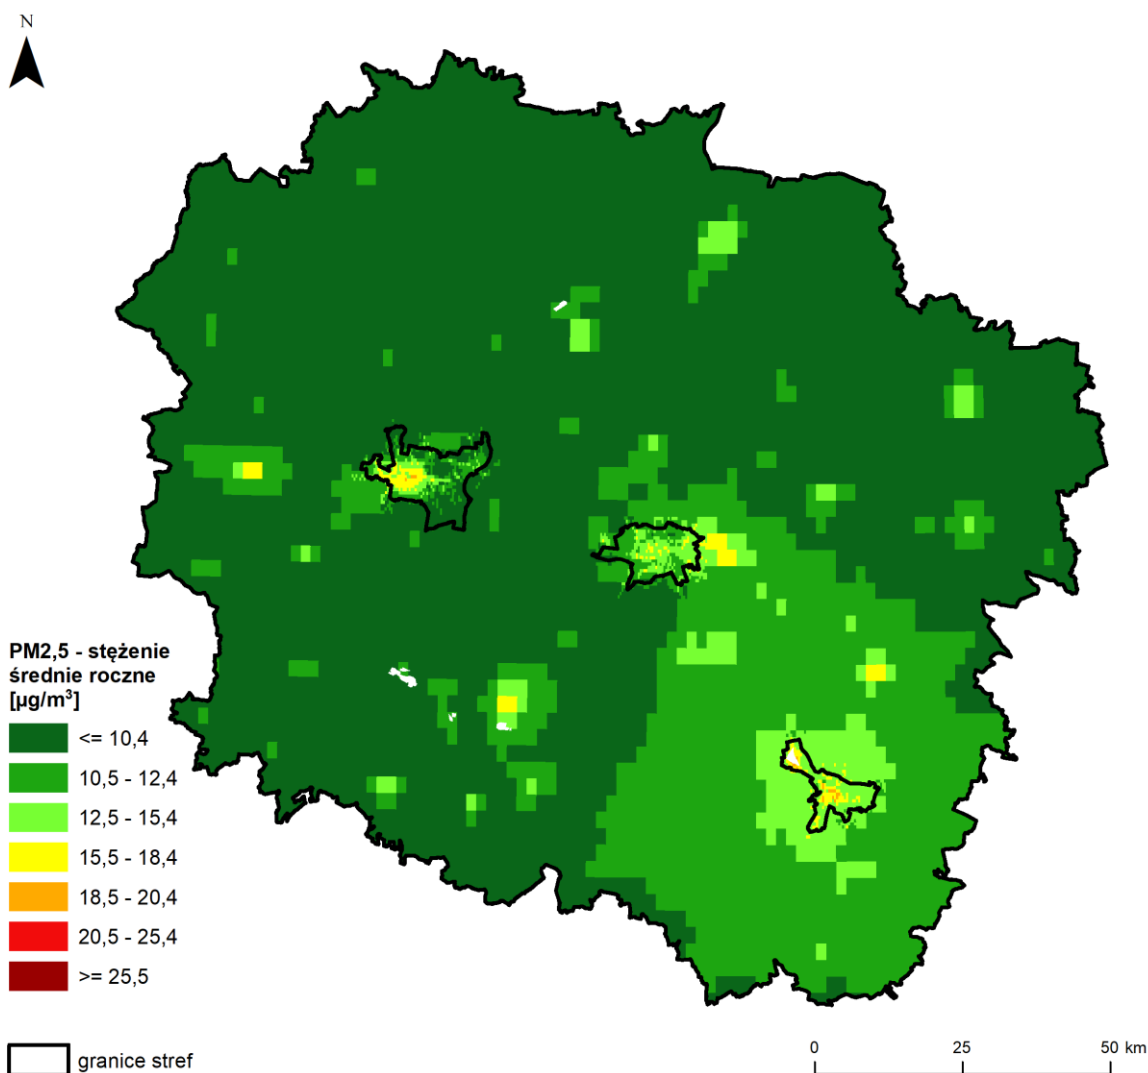 N
PM2,5 - stężenie
średnie roczne
[µg/m³]
<= 10,4
10,5 - 12,4
12,5 - 15,4
15,5 - 18,4
18,5 - 20,4
20,5 - 25,4
>= 25,5
granice stref
0 25 50 km